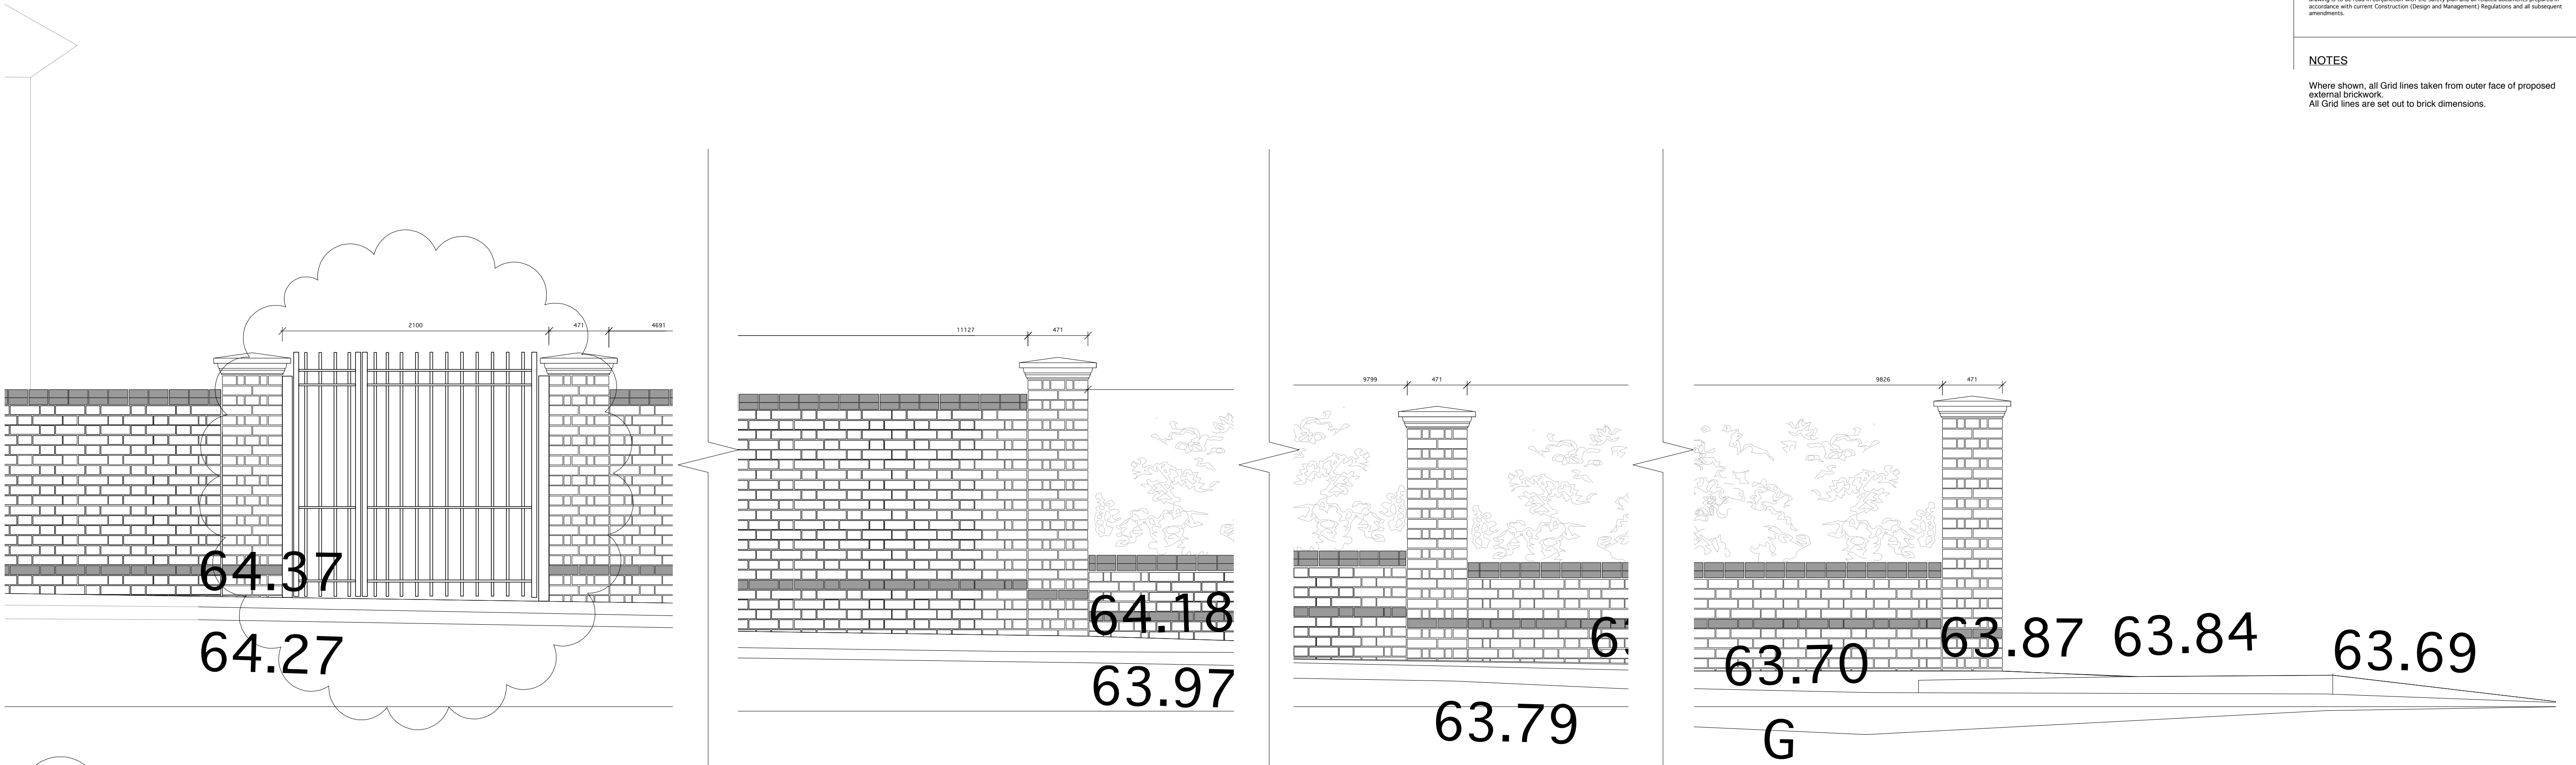 accordance with current Construction (Design and Management) Regulations and all subsequent
amendments.
NOTES
Where shown, all Grid lines taken from outer face of proposed
external brickwork.
All Grid lines are set out to brick dimensions.
2100
471
4691
11127
471
9799
471
9826
471
64.37
64.27
64.18
63.97
63.79
63.70
63.87
63.84
63.69
G